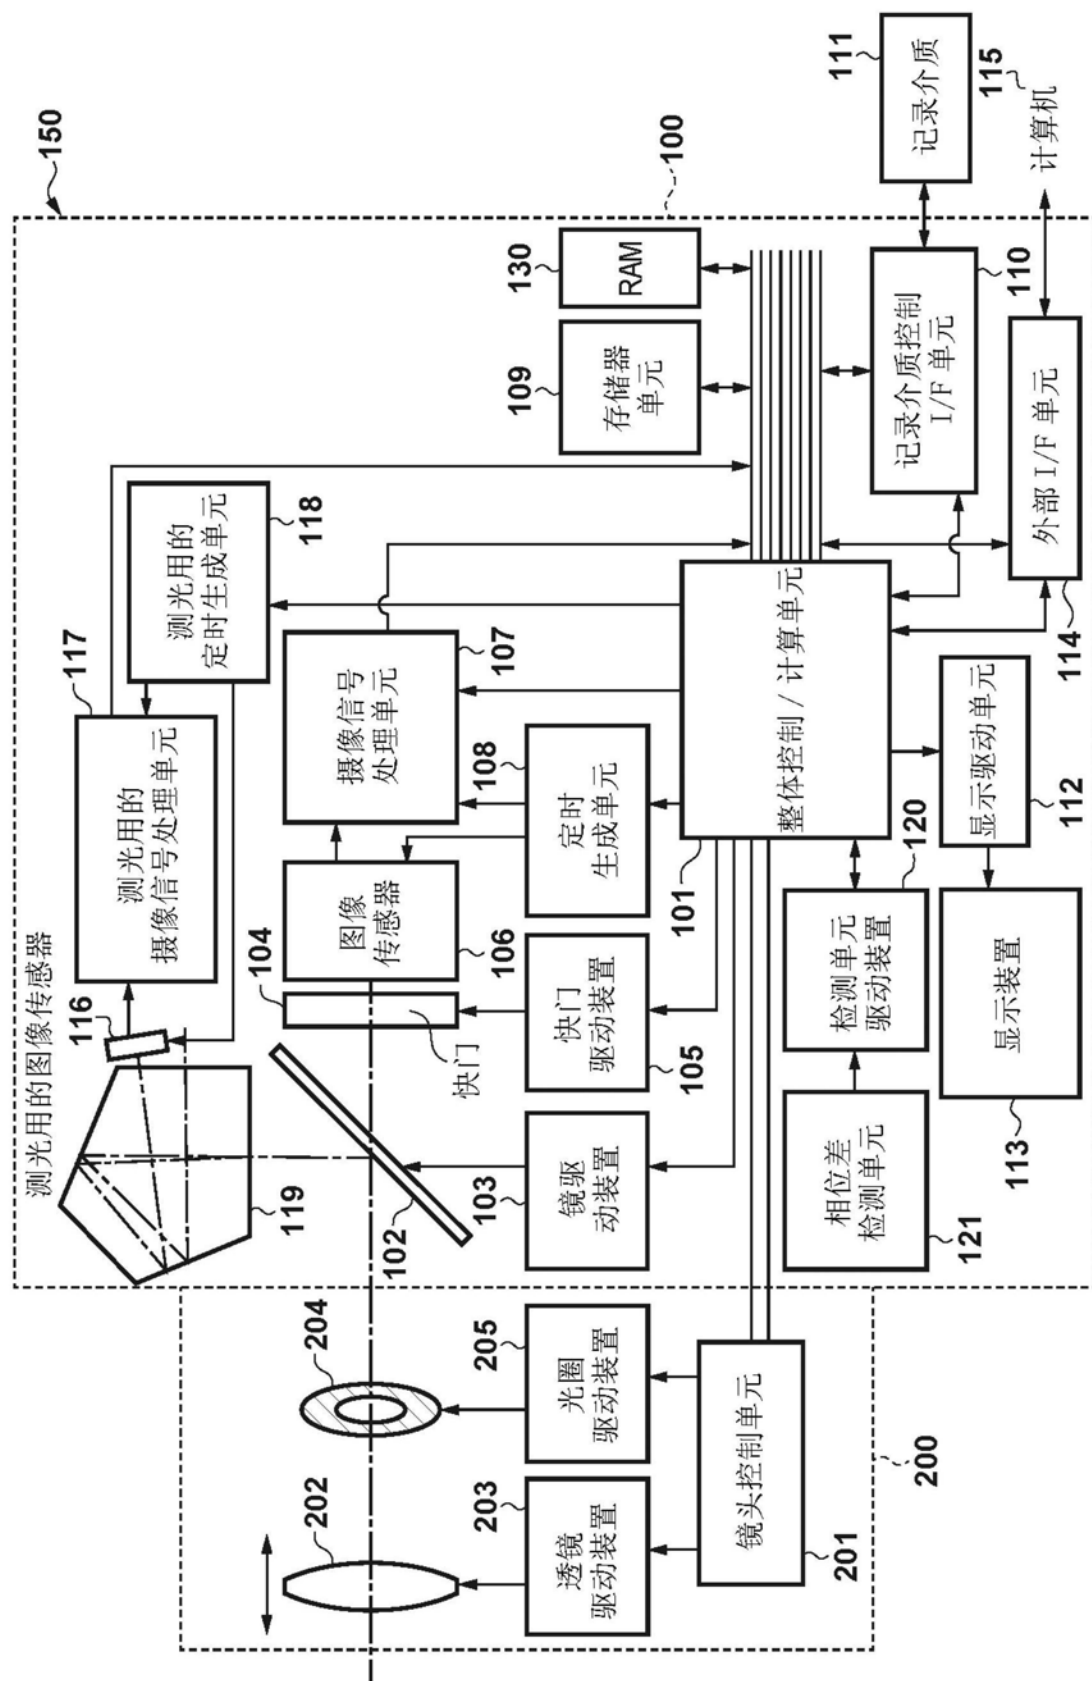 150
100
测光用的图像传感器
116
117
测光用的
摄像信号处理单元
118
测光用的
定时生成单元
119
102
104
快门
106
图像
传感器
107
摄像信号
处理单元
108
定时
生成单元
103
镜驱
动装置
105
快门
驱动装置
109
存储器
单元
130
RAM
101
整体控制/计算单元
110
记录介质控制
I/F单元
111
记录介质
115
计算机
114
外部I/F单元
112
显示驱动单元
113
显示装置
120
检测单元
驱动装置
121
相位差
检测单元
200
202
204
203
透镜
驱动装置
205
光圈
驱动装置
201
镜头控制单元